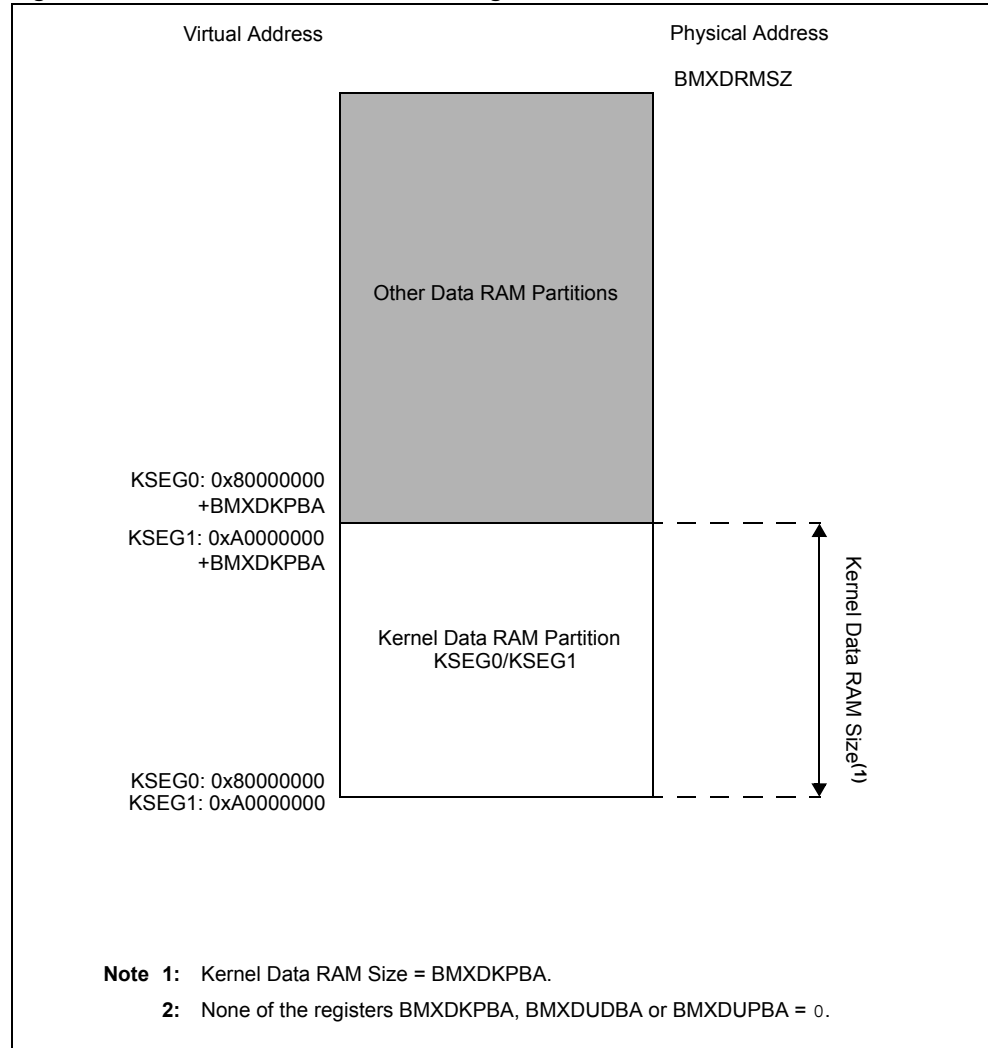 Virtual Address
Physical Address
BMXDRMSZ
Other Data RAM Partitions
KSEG0: 0x80000000
+BMXDKPBA
KSEG1: 0xA0000000
+BMXDKPBA
Kernel Data RAM Partition
KSEG0/KSEG1
Kernel Data RAM Size(1)
KSEG0: 0x80000000
KSEG1: 0xA0000000
Note 1: Kernel Data RAM Size = BMXDKPBA.
2: None of the registers BMXDKPBA, BMXDUDBA or BMXDUPBA = 0.